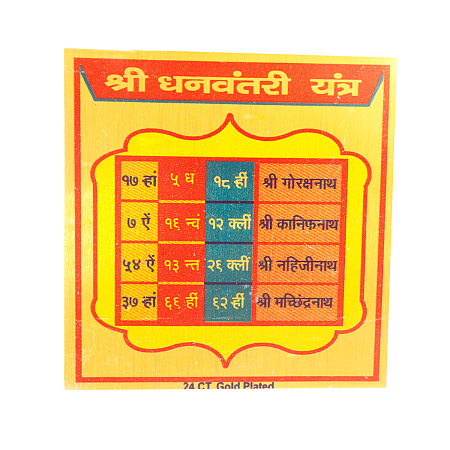 श्री धनवंतरी यंत्र
१७ हां ५ ध १८ हीं श्री गोरक्षनाथ
७ ऐं १६ न्वं १२ क्लीं श्री कानिफनाथ
५४ ऐं १३ न्त २६ क्लीं श्री नहिजीनाथ
३७ हां ६६ हीं ६२ हीं श्री मच्छिंद्रनाथ
24 CT. Gold Plated